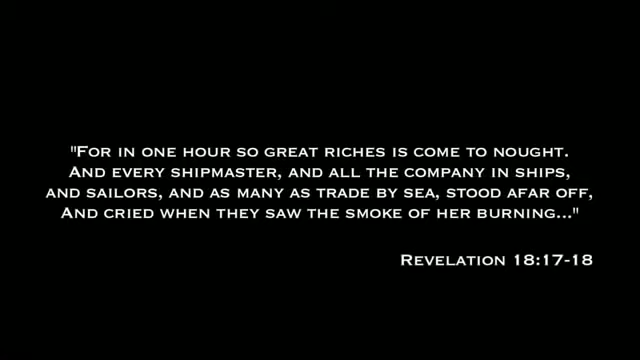 "For in one hour so great riches is come to nought.
And every shipmaster, and all the company in ships,
and sailors, and as many as trade by sea, stood afar off,
And cried when they saw the smoke of her burning..."
Revelation 18:17-18